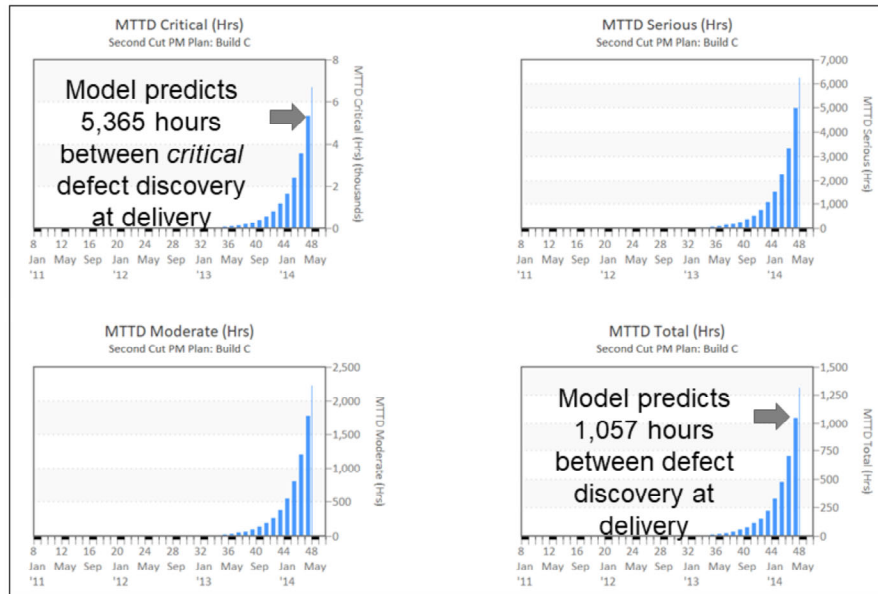 MTTD Critical (Hrs)
Second Cut PM Plan: Build C
Model predicts
5,365 hours
between critical
defect discovery
at delivery
8
6
4
2
0
MTTD Critical (Hrs) (thousands)
8 12 16 20 24 28 32 36 40 44 48
Jan May Sep Jan May Sep Jan May Sep Jan May
'11 '12 '13 '14
MTTD Serious (Hrs)
Second Cut PM Plan: Build C
7,000
6,000
5,000
4,000
3,000
2,000
1,000
0
MTTD Serious (Hrs)
8 12 16 20 24 28 32 36 40 44 48
Jan May Sep Jan May Sep Jan May Sep Jan May
'11 '12 '13 '14
MTTD Moderate (Hrs)
Second Cut PM Plan: Build C
2,500
2,000
1,500
1,000
500
0
MTTD Moderate (Hrs)
8 12 16 20 24 28 32 36 40 44 48
Jan May Sep Jan May Sep Jan May Sep Jan May
'11 '12 '13 '14
MTTD Total (Hrs)
Second Cut PM Plan: Build C
Model predicts
1,057 hours
between defect
discovery at
delivery
1,500
1,250
1,000
750
500
250
0
MTTD Total (Hrs)
8 12 16 20 24 28 32 36 40 44 48
Jan May Sep Jan May Sep Jan May Sep Jan May
'11 '12 '13 '14